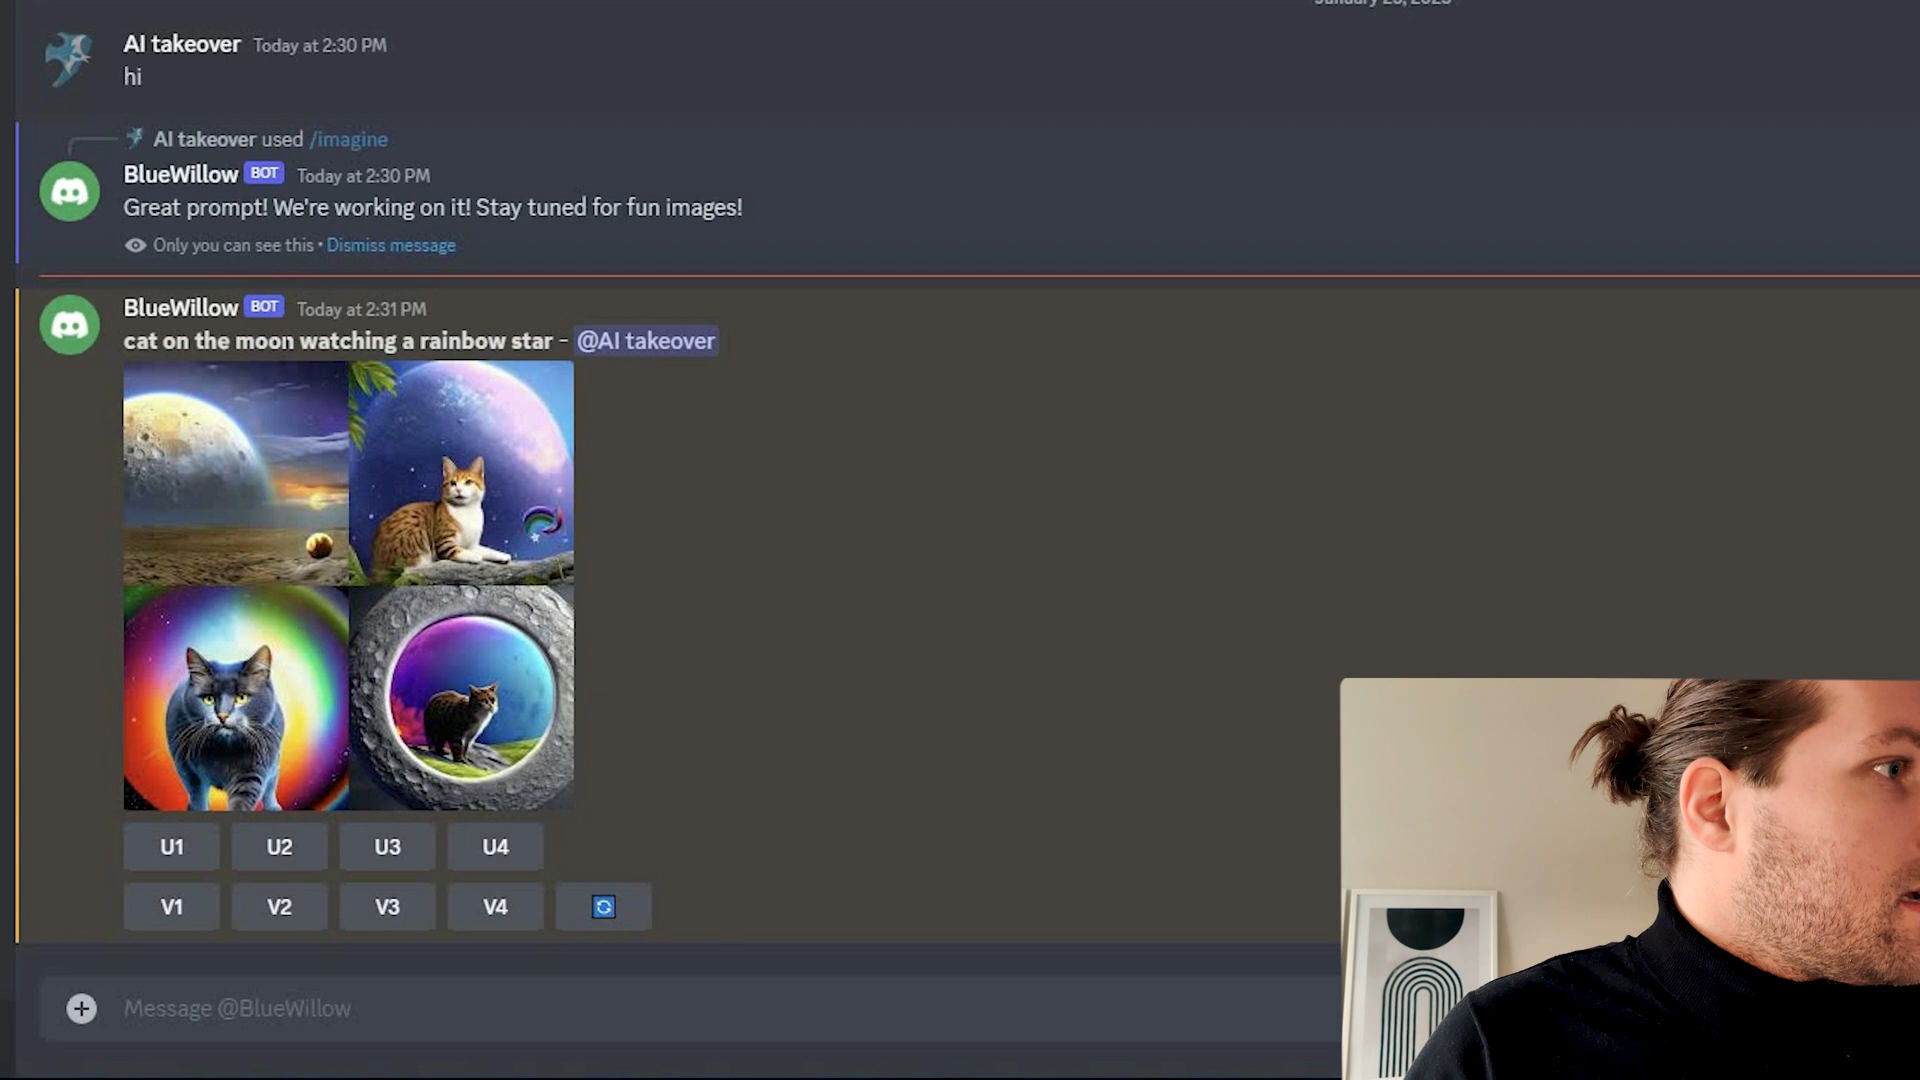 AI takeover Today at 2:30 PM
hi
AI takeover used /imagine
BlueWillow BOT Today at 2:30 PM
Great prompt! We're working on it! Stay tuned for fun images!
Only you can see this • Dismiss message
BlueWillow BOT Today at 2:31 PM
cat on the moon watching a rainbow star - @AI takeover
U1 U2 U3 U4
V1 V2 V3 V4
Message @BlueWillow